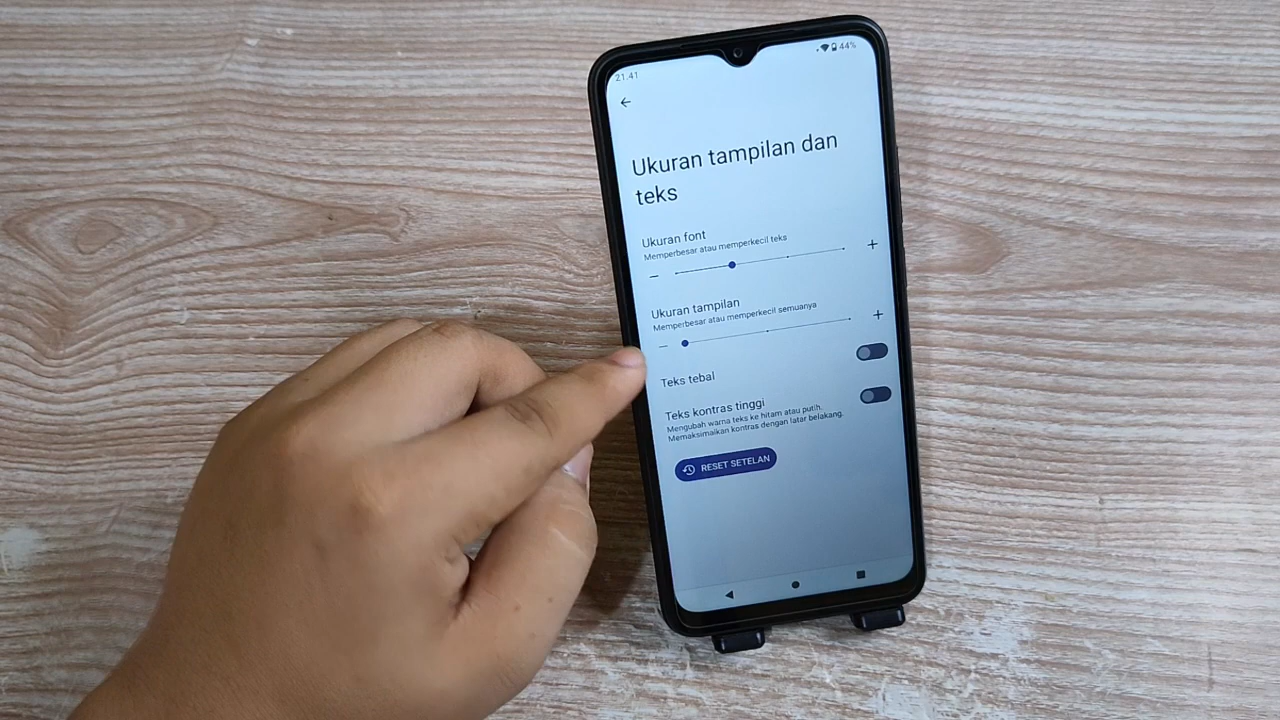 21.41
44%
Ukuran tampilan dan
teks
Ukuran font
Memperbesar atau memperkecil teks
Ukuran tampilan
Memperbesar atau memperkecil semuanya
Teks tebal
Teks kontras tinggi
Mengubah warna teks ke hitam atau putih.
Memaksimalkan kontras dengan latar belakang.
RESET SETELAN